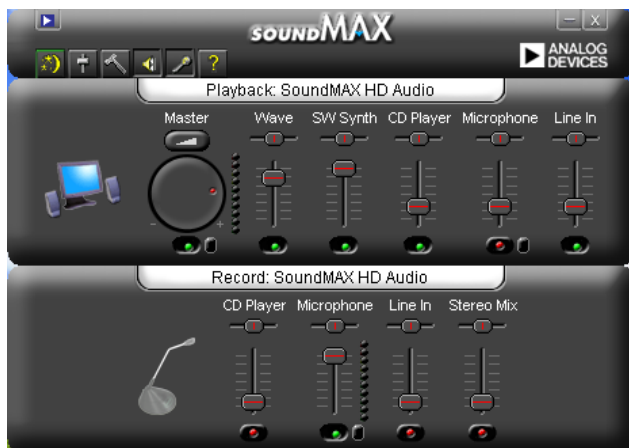 SOUNDMAX
ANALOG
DEVICES
Playback: SoundMAX HD Audio
Master Wave SW Synth CD Player Microphone Line In
- +
Record: SoundMAX HD Audio
CD Player Microphone Line In Stereo Mix